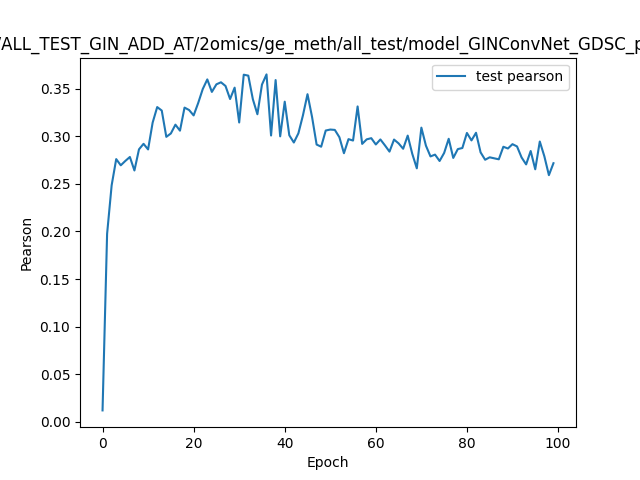 /ALL_TEST_GIN_ADD_AT/2omics/ge_meth/all_test/model_GINConvNet_GDSC_p
test pearson
0.35
0.30
0.25
0.20
0.15
0.10
0.05
0.00
Pearson
0 20 40 60 80 100
Epoch